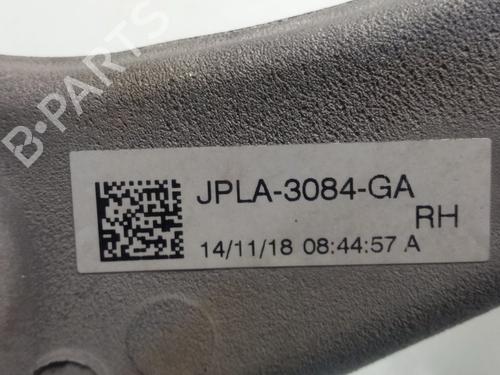 B-PARTS
JPLA-3084-GA
RH
14/11/18 08:44:57 A